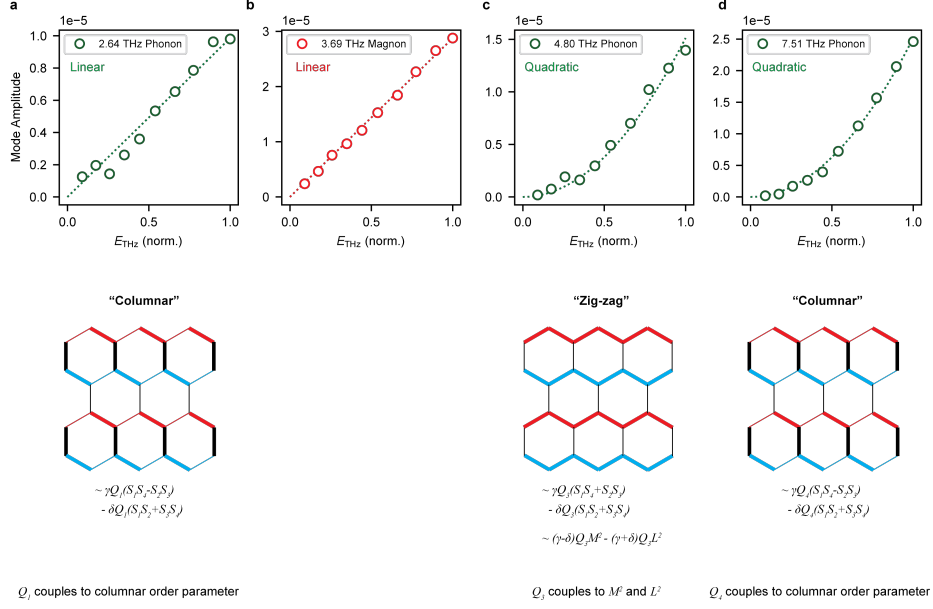 a
1e−5
2.64 THz Phonon
Linear
Mode Amplitude
1.0
0.8
0.6
0.4
0.2
0.0
0.0 0.5 1.0
E_THz (norm.)
b
1e−5
3.69 THz Magnon
Linear
3
2
1
0
0.0 0.5 1.0
E_THz (norm.)
c
1e−5
4.80 THz Phonon
Quadratic
1.5
1.0
0.5
0.0
0.0 0.5 1.0
E_THz (norm.)
d
1e−5
7.51 THz Phonon
Quadratic
2.5
2.0
1.5
1.0
0.5
0.0
0.0 0.5 1.0
E_THz (norm.)
“Columnar”
~ γQ₁(S₁S₄-S₂S₃)
- δQ₁(S₁S₂+S₃S₄)
Q₁ couples to columnar order parameter
“Zig-zag”
~ γQ₃(S₁S₄+S₂S₃)
- δQ₃(S₁S₂+S₃S₄)
~ (γ-δ)Q₃M² - (γ+δ)Q₃L²
Q₃ couples to M² and L²
“Columnar”
~ γQ₄(S₁S₄-S₂S₃)
- δQ₄(S₁S₂+S₃S₄)
Q₄ couples to columnar order parameter